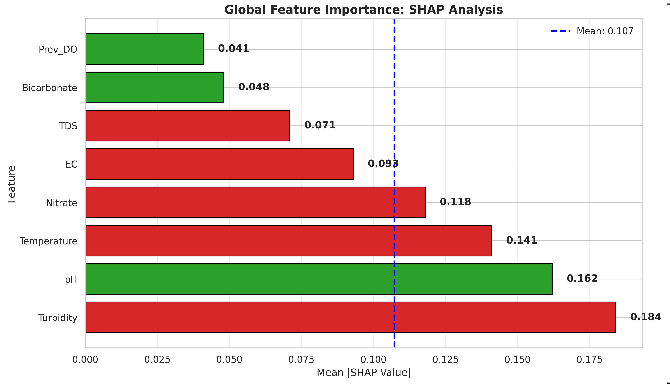 Global Feature Importance: SHAP Analysis
Mean: 0.107
Feature
Prev_DO 0.041
Bicarbonate 0.048
TDS 0.071
EC 0.093
Nitrate 0.118
Temperature 0.141
pH 0.162
Turbidity 0.184
0.000 0.025 0.050 0.075 0.100 0.125 0.150 0.175
Mean |SHAP Value|